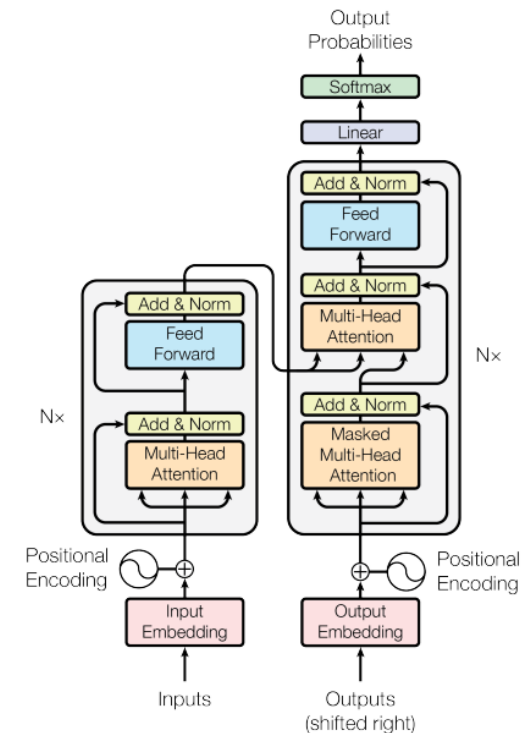 Output
Probabilities
Softmax
Linear
Add & Norm
Feed
Forward
Add & Norm
Multi-Head
Attention
Add & Norm
Masked
Multi-Head
Attention
N×
Add & Norm
Feed
Forward
Add & Norm
Multi-Head
Attention
N×
Positional
Encoding
Positional
Encoding
Input
Embedding
Output
Embedding
Inputs
Outputs
(shifted right)